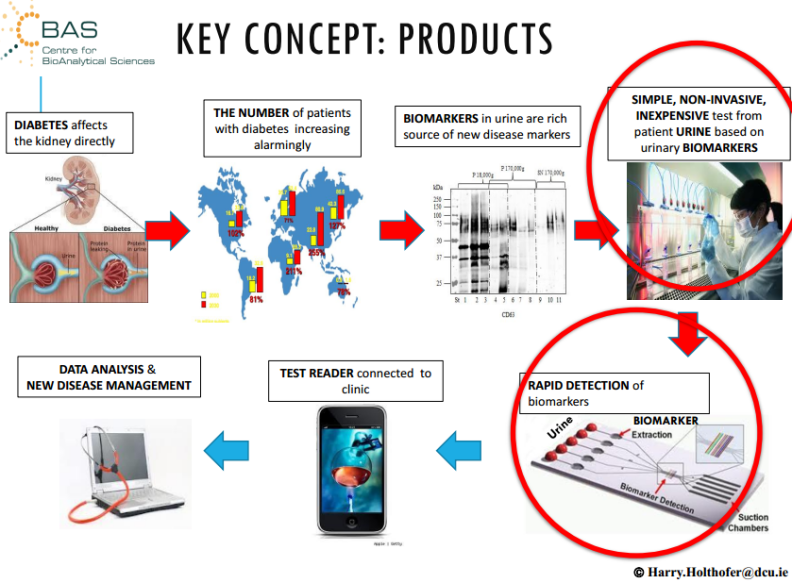 BAS
Centre for
BioAnalytical Sciences
KEY CONCEPT: PRODUCTS
DIABETES affects
the kidney directly
THE NUMBER of patients
with diabetes increasing
alarmingly
BIOMARKERS in urine are rich
source of new disease markers
SIMPLE, NON-INVASIVE,
INEXPENSIVE test from
patient URINE based on
urinary BIOMARKERS
Kidney
Healthy Diabetes
Urine
Protein
leaking
Protein
in urine
102%
71%
211%
81%
kDa
250
150
100
75
50
37
25
P 18,000g P 170,000g SN 170,000g
St 1 2 3 4 5 6 7 8 9 10 11
CD63
DATA ANALYSIS &
NEW DISEASE MANAGEMENT
TEST READER connected to
clinic
RAPID DETECTION of
biomarkers
Urine
BIOMARKER
Extraction
Biomarker Detection
Suction
Chambers
Apple | Getty
© Harry.Holthofer@dcu.ie